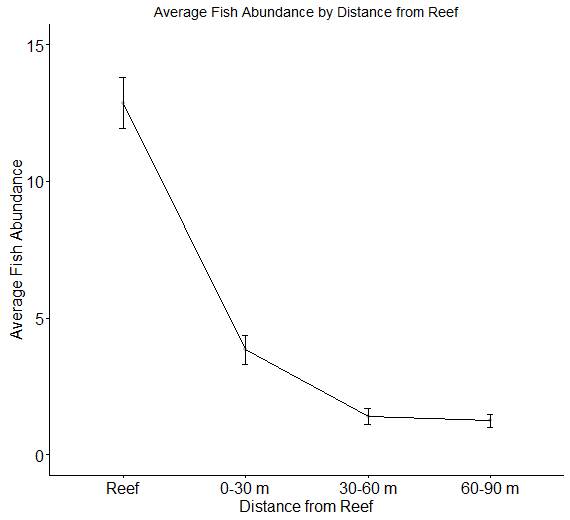 Average Fish Abundance by Distance from Reef
Average Fish Abundance
15
10
5
0
Reef
0-30 m
30-60 m
60-90 m
Distance from Reef